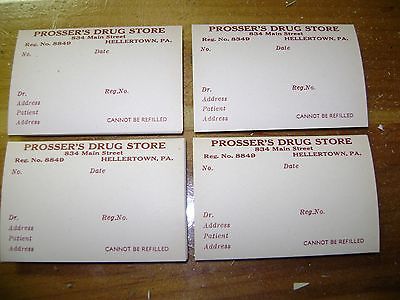 PROSSER'S DRUG STORE
834 Main Street
Reg. No. 8849 HELLERTOWN, PA.
No. Date
Dr. Reg.No.
Address
Patient
Address CANNOT BE REFILLED
PROSSER'S DRUG STORE
834 Main Street
Reg. No. 8349 HELLERTOWN, PA.
No. Date
Dr. Reg.No.
Address
Patient
Address CANNOT BE REFILLED
PROSSER'S DRUG STORE
834 Main Street
Reg. No. 8849 HELLERTOWN, PA.
No. Date
Dr. Reg.No.
Address
Patient
Address CANNOT BE REFILLED
PROSSER'S DRUG STORE
834 Main Street
Reg. No. 8849 HELLERTOWN, PA.
No. Date
Dr. Reg.No.
Address
Patient
Address CANNOT BE REFILLED